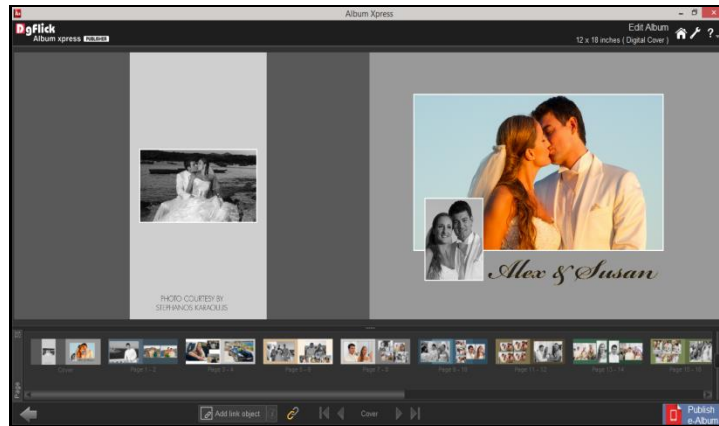 Album Xpress
DgFlick
Album xpress PUBLISHER
Edit Album
12 x 18 inches ( Digital Cover )
?
Alex & Susan
PHOTO COURTESY BY
STEPHANOS KARAOLIIS
Cover
Page 1 - 2
Page 3 - 4
Page 5 - 6
Page 7 - 8
Page 9 - 10
Page 11 - 12
Page 13 - 14
Page 15 - 16
Page
Add link object
Cover
Publish
e-Album